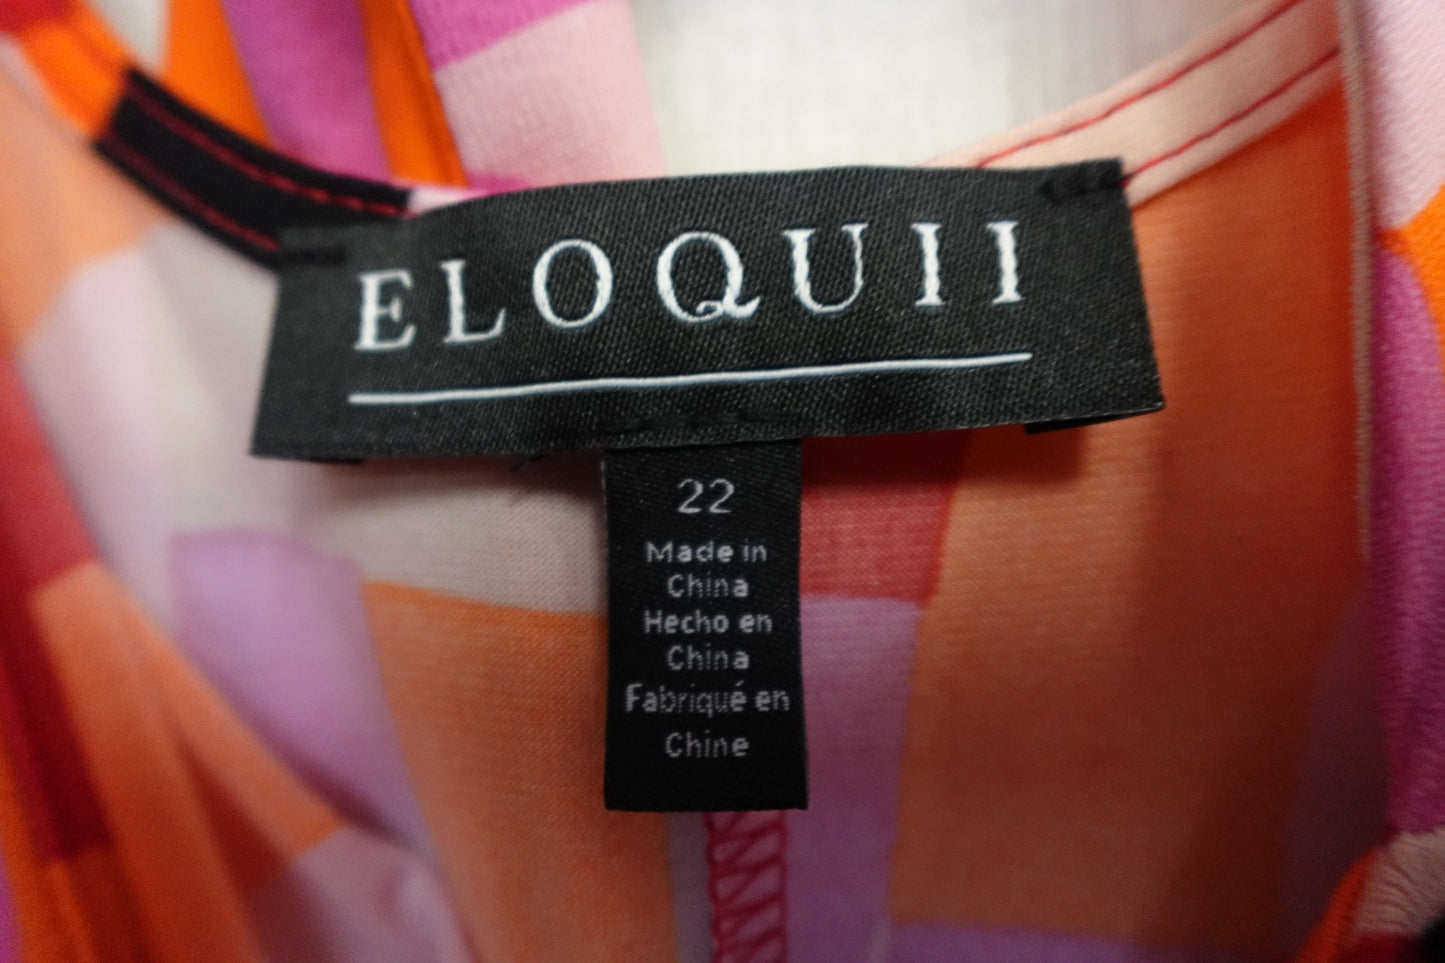 ELOQUII
22
Made in
China
Hecho en
China
Fabriqué en
Chine